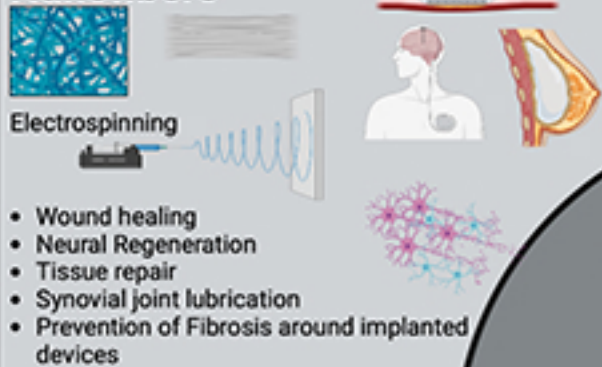 Electrospinning
• Wound healing
• Neural Regeneration
• Tissue repair
• Synovial joint lubrication
• Prevention of Fibrosis around implanted
devices